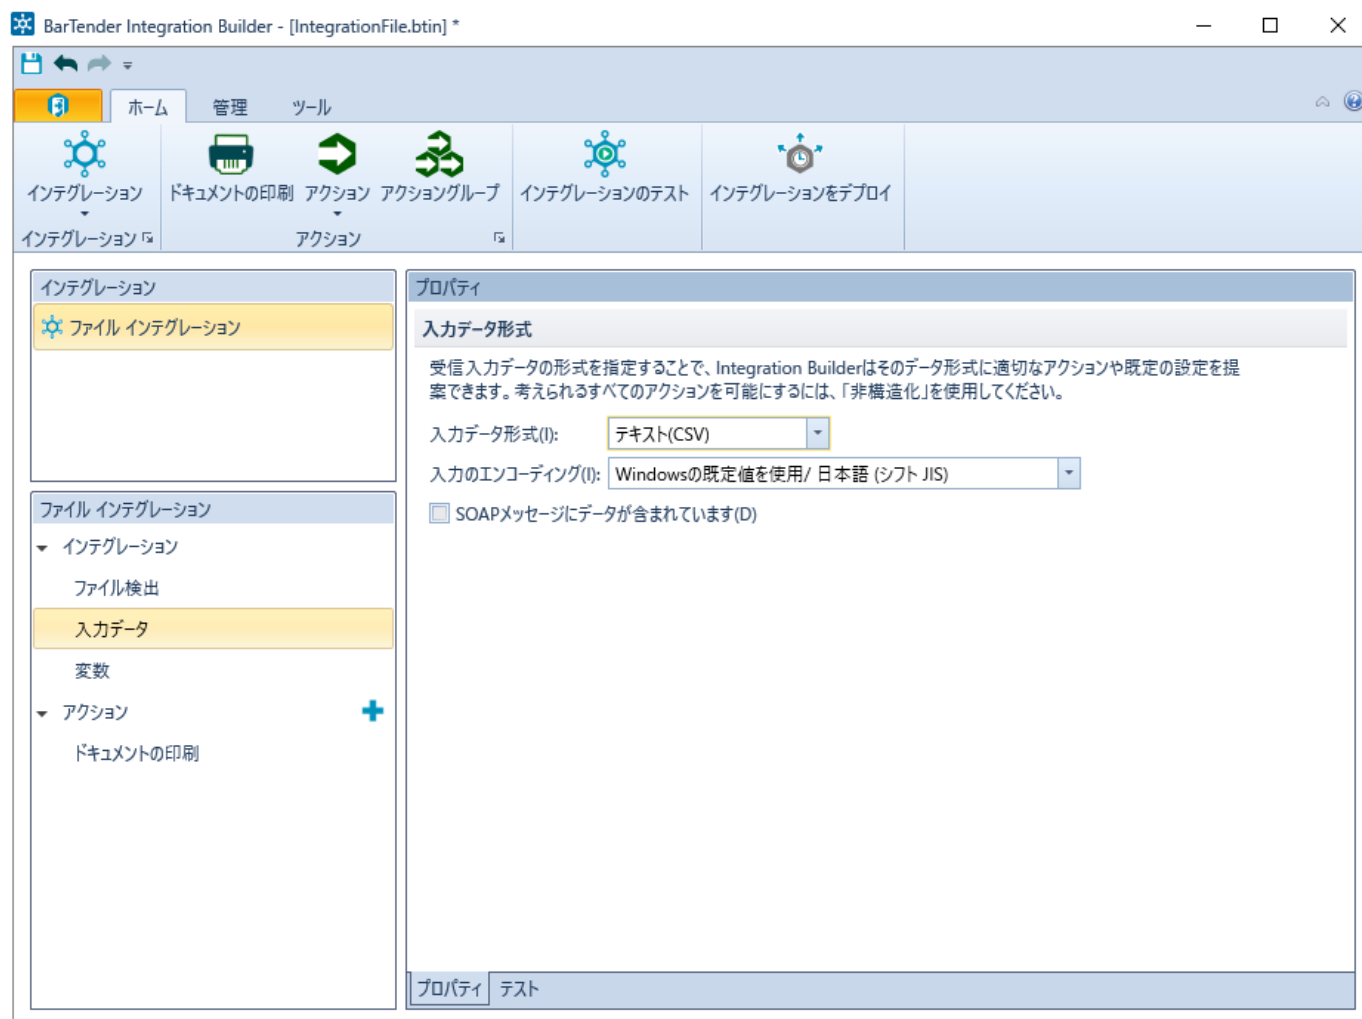 BarTender Integration Builder - [IntegrationFile.btin] *
ホーム 管理 ツール
インテグレーション ドキュメントの印刷 アクション アクショングループ インテグレーションのテスト インテグレーションをデプロイ
インテグレーション アクション
インテグレーション
ファイル インテグレーション
ファイル インテグレーション
インテグレーション
ファイル検出
入力データ
変数
アクション
ドキュメントの印刷
プロパティ
入力データ形式
受信入力データの形式を指定することで、Integration Builderはそのデータ形式に適切なアクションや既定の設定を提
案できます。考えられるすべてのアクションを可能にするには、「非構造化」を使用してください。
入力データ形式(I): テキスト(CSV)
入力のエンコーディング(I): Windowsの既定値を使用/ 日本語 (シフト JIS)
SOAPメッセージにデータが含まれています(D)
プロパティ テスト